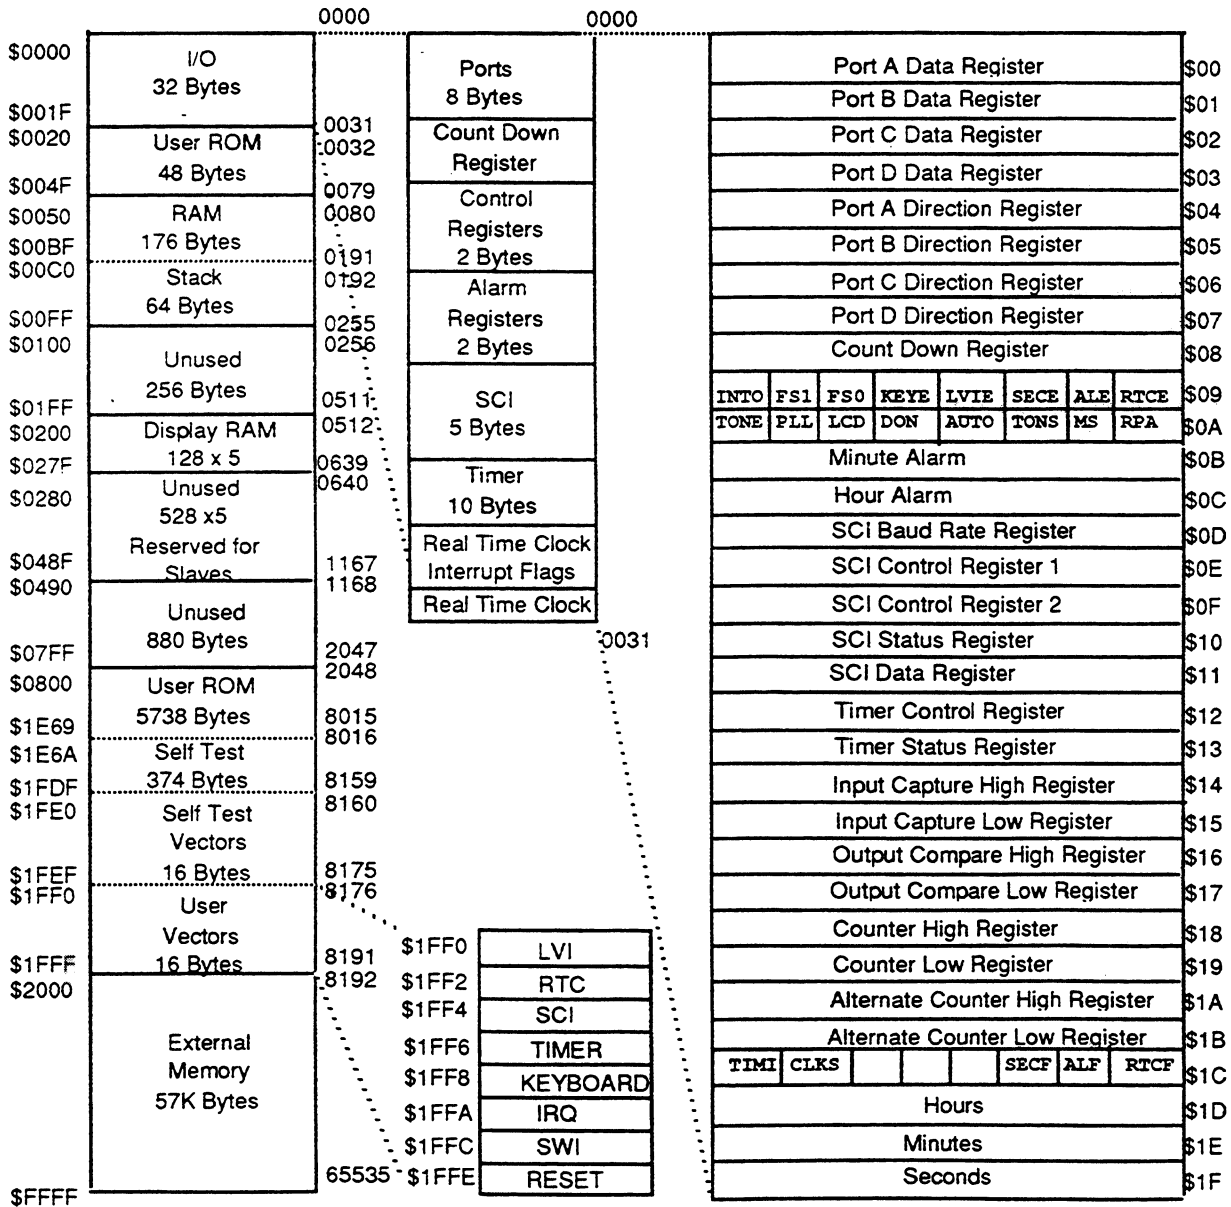 0000
0000
$0000
I/O
32 Bytes
$001F
0031
$0020
User ROM
48 Bytes
0032
$004F
0079
$0050
RAM
176 Bytes
0080
$00BF
0191
$00C0
Stack
64 Bytes
0192
$00FF
0255
$0100
Unused
256 Bytes
0256
$01FF
0511
$0200
Display RAM
128 x 5
0512
$027F
0639
$0280
Unused
528 x5
Reserved for
Slaves
0640
$048F
1167
$0490
Unused
880 Bytes
1168
$07FF
2047
$0800
User ROM
5738 Bytes
2048
$1E69
8015
$1E6A
Self Test
374 Bytes
8016
$1FDF
8159
$1FE0
Self Test
Vectors
16 Bytes
8160
$1FEF
8175
$1FF0
User
Vectors
16 Bytes
8176
$1FFF
8191
$2000
External
Memory
57K Bytes
8192
$FFFF
65535
Ports
8 Bytes
Count Down
Register
Control
Registers
2 Bytes
Alarm
Registers
2 Bytes
SCI
5 Bytes
Timer
10 Bytes
Real Time Clock
Interrupt Flags
Real Time Clock
0031
$1FF0 LVI
$1FF2 RTC
$1FF4 SCI
$1FF6 TIMER
$1FF8 KEYBOARD
$1FFA IRQ
$1FFC SWI
$1FFE RESET
Port A Data Register $00
Port B Data Register $01
Port C Data Register $02
Port D Data Register $03
Port A Direction Register $04
Port B Direction Register $05
Port C Direction Register $06
Port D Direction Register $07
Count Down Register $08
INTO FS1 FS0 KEYE LVIE SECE ALE RTCE $09
TONE PLL LCD DON AUTO TONS MS RPA $0A
Minute Alarm $0B
Hour Alarm $0C
SCI Baud Rate Register $0D
SCI Control Register 1 $0E
SCI Control Register 2 $0F
SCI Status Register $10
SCI Data Register $11
Timer Control Register $12
Timer Status Register $13
Input Capture High Register $14
Input Capture Low Register $15
Output Compare High Register $16
Output Compare Low Register $17
Counter High Register $18
Counter Low Register $19
Alternate Counter High Register $1A
Alternate Counter Low Register $1B
TIMI CLKS SECF ALF RTCF $1C
Hours $1D
Minutes $1E
Seconds $1F